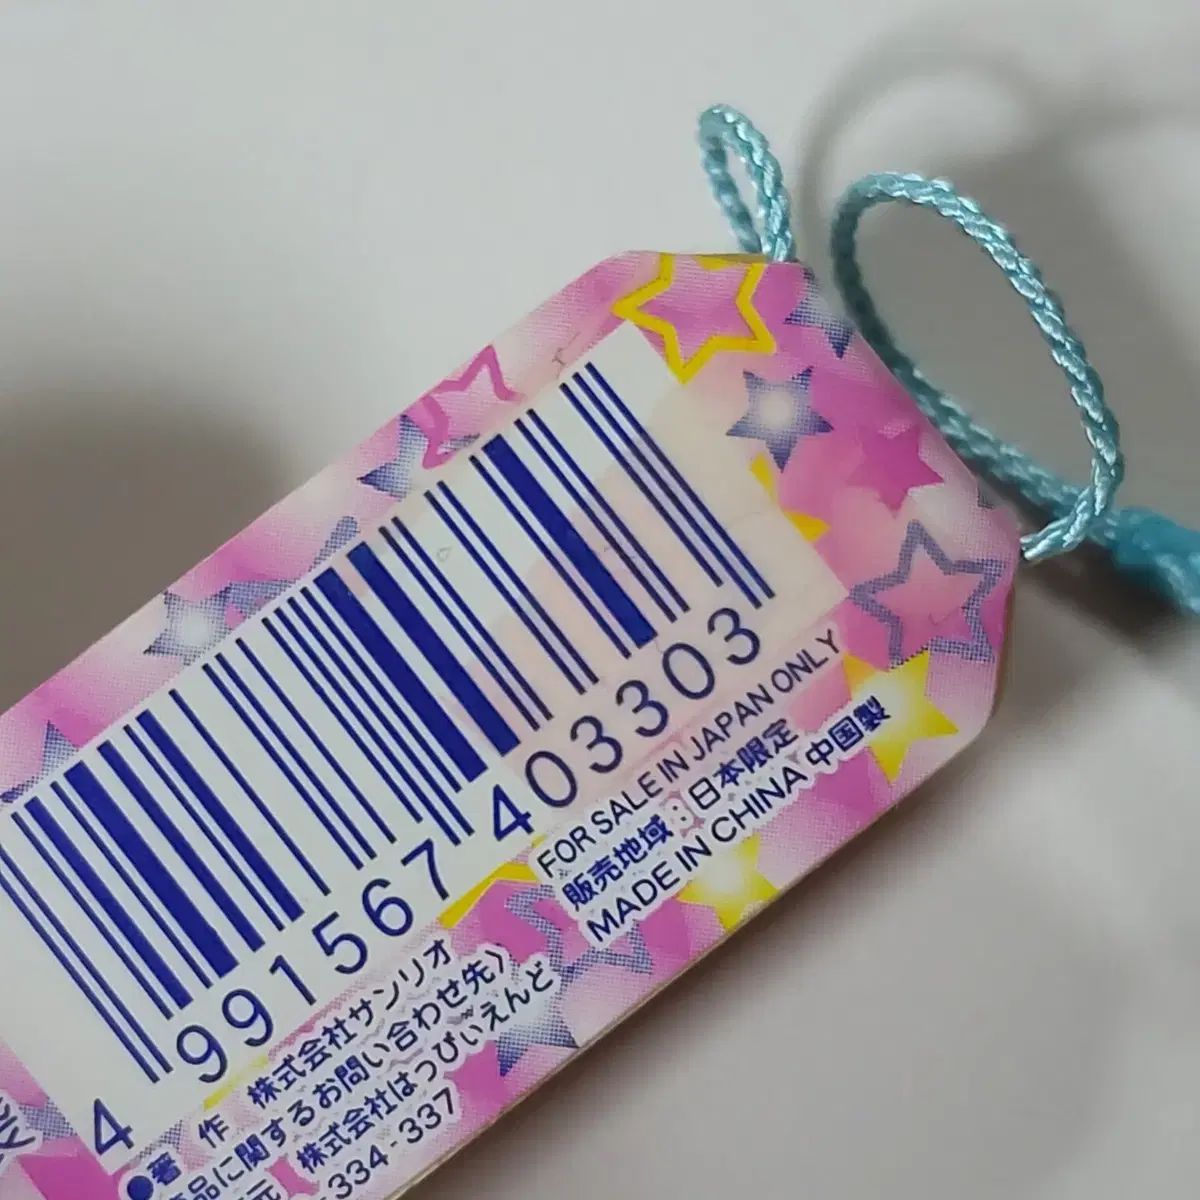 4 991567 403303
FOR SALE IN JAPAN ONLY
販売地域:日本限定
MADE IN CHINA 中国製
●著 作 株式会社サンリオ
品に関するお問い合わせ先〉
元 株式会社はっぴぃえんど
-334-337